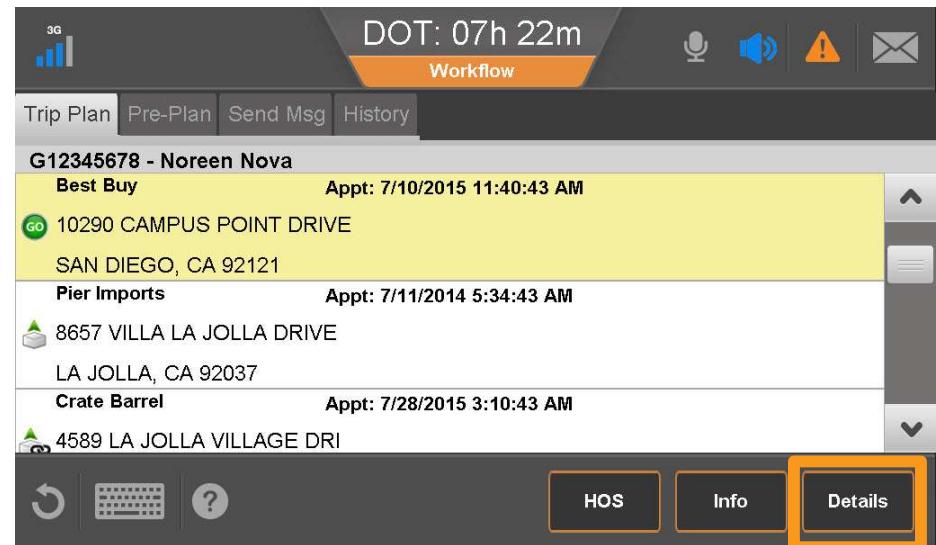 3G
DOT: 07h 22m
Workflow
Trip Plan Pre-Plan Send Msg History
G12345678 - Noreen Nova
Best Buy Appt: 7/10/2015 11:40:43 AM
GO 10290 CAMPUS POINT DRIVE
SAN DIEGO, CA 92121
Pier Imports Appt: 7/11/2014 5:34:43 AM
8657 VILLA LA JOLLA DRIVE
LA JOLLA, CA 92037
Crate Barrel Appt: 7/28/2015 3:10:43 AM
4589 LA JOLLA VILLAGE DRI
? HOS Info Details